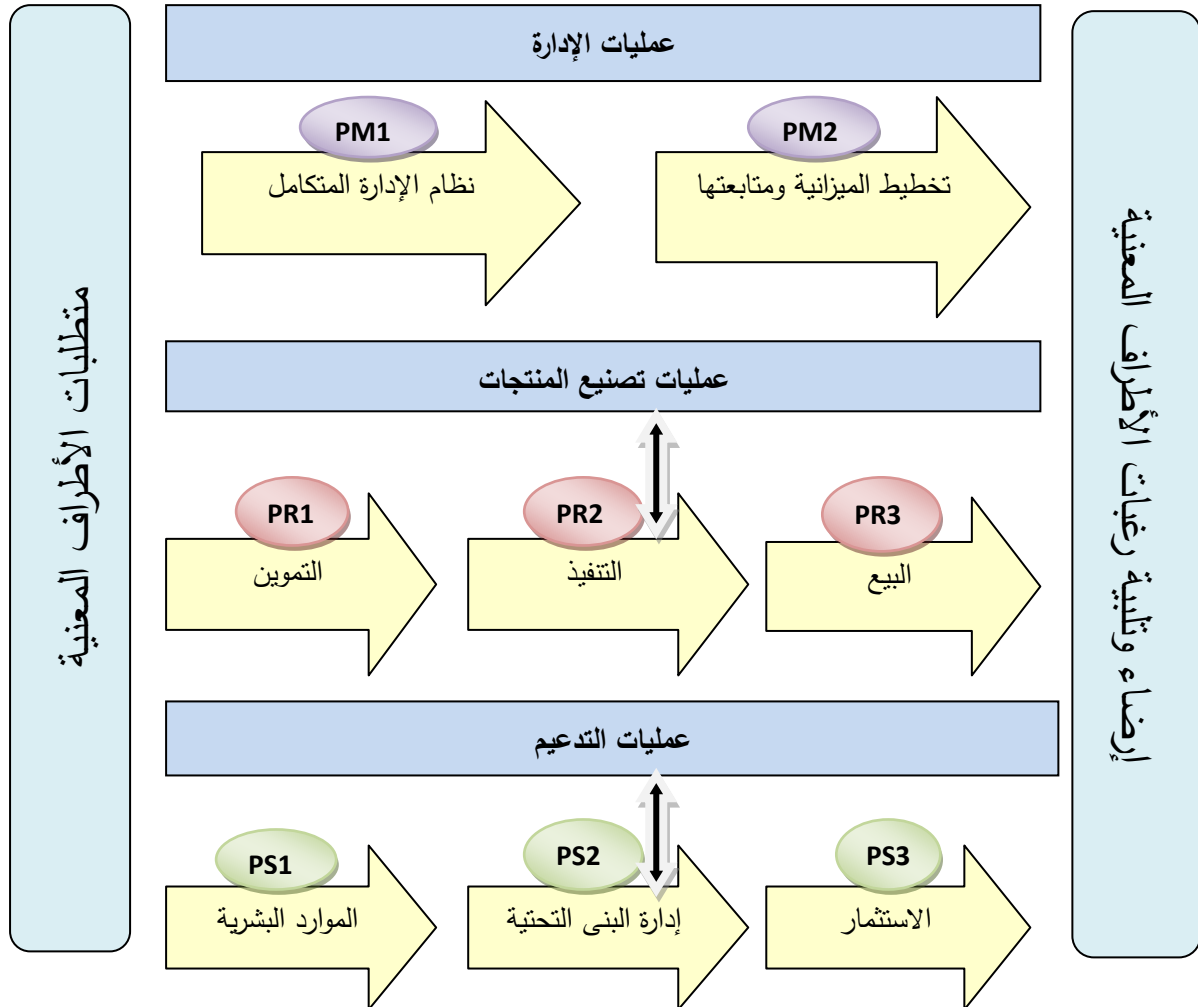 متطلبات الأطراف المعنية
عمليات الإدارة
PM1
نظام الإدارة المتكامل
PM2
تخطيط الميزانية ومتابعتها
عمليات تصنيع المنتجات
PR1
التموين
PR2
التنفيذ
PR3
البيع
عمليات التدعيم
PS1
الموارد البشرية
PS2
إدارة البنى التحتية
PS3
الاستثمار
إرضاء وتلبية رغبات الأطراف المعنية